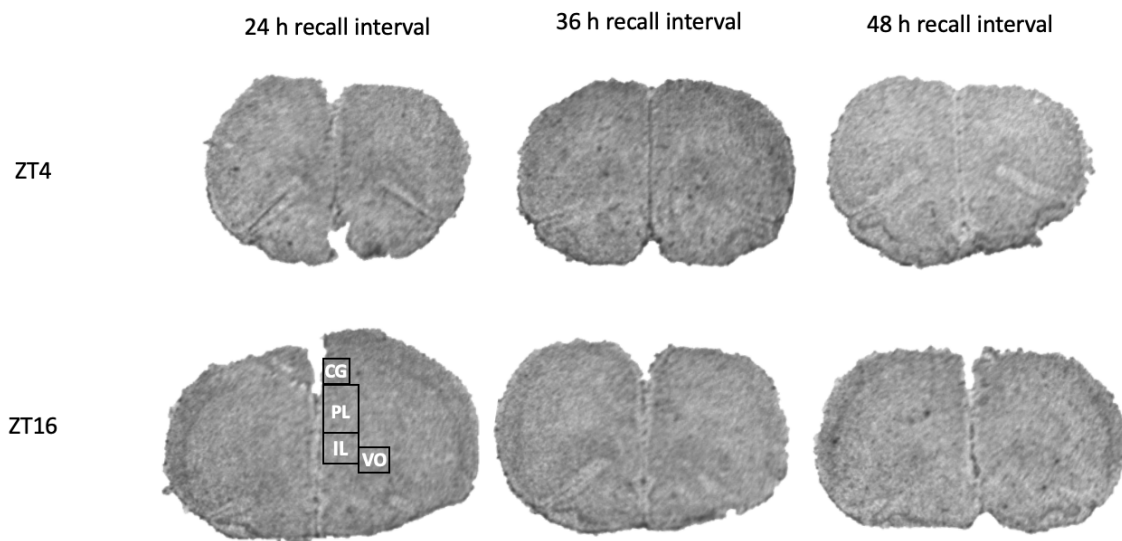 24 h recall interval
36 h recall interval
48 h recall interval
ZT4
ZT16
CG
PL
IL
VO